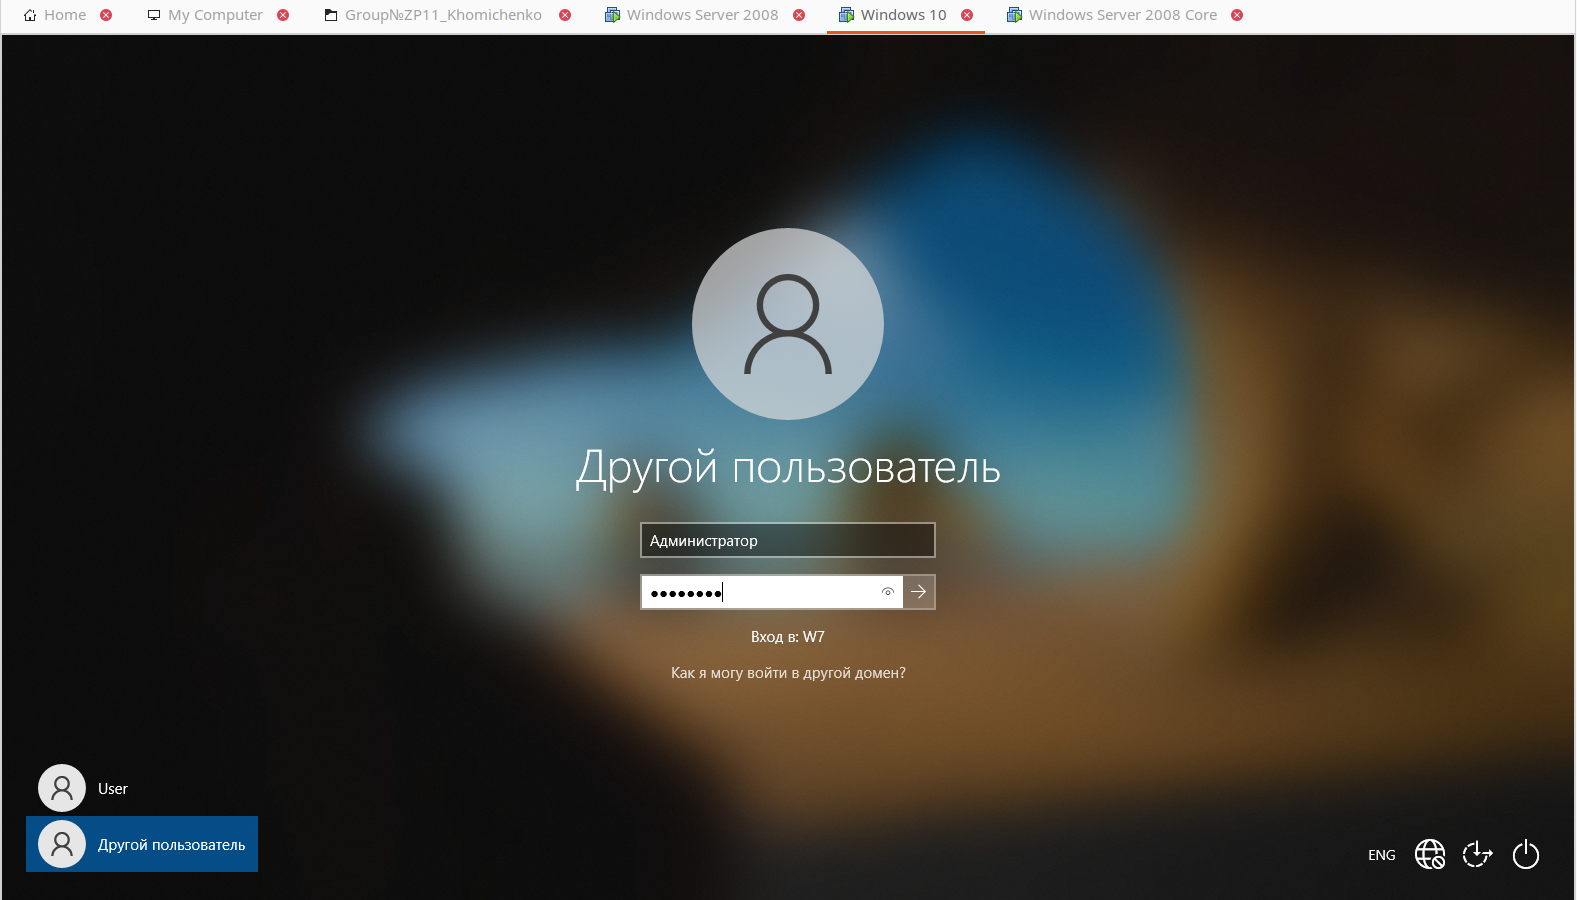 Home My Computer Group№ZP11_Khomichenko Windows Server 2008 Windows 10 Windows Server 2008 Core
Другой пользователь
Администратор
Вход в: W7
Как я могу войти в другой домен?
User
Другой пользователь
ENG